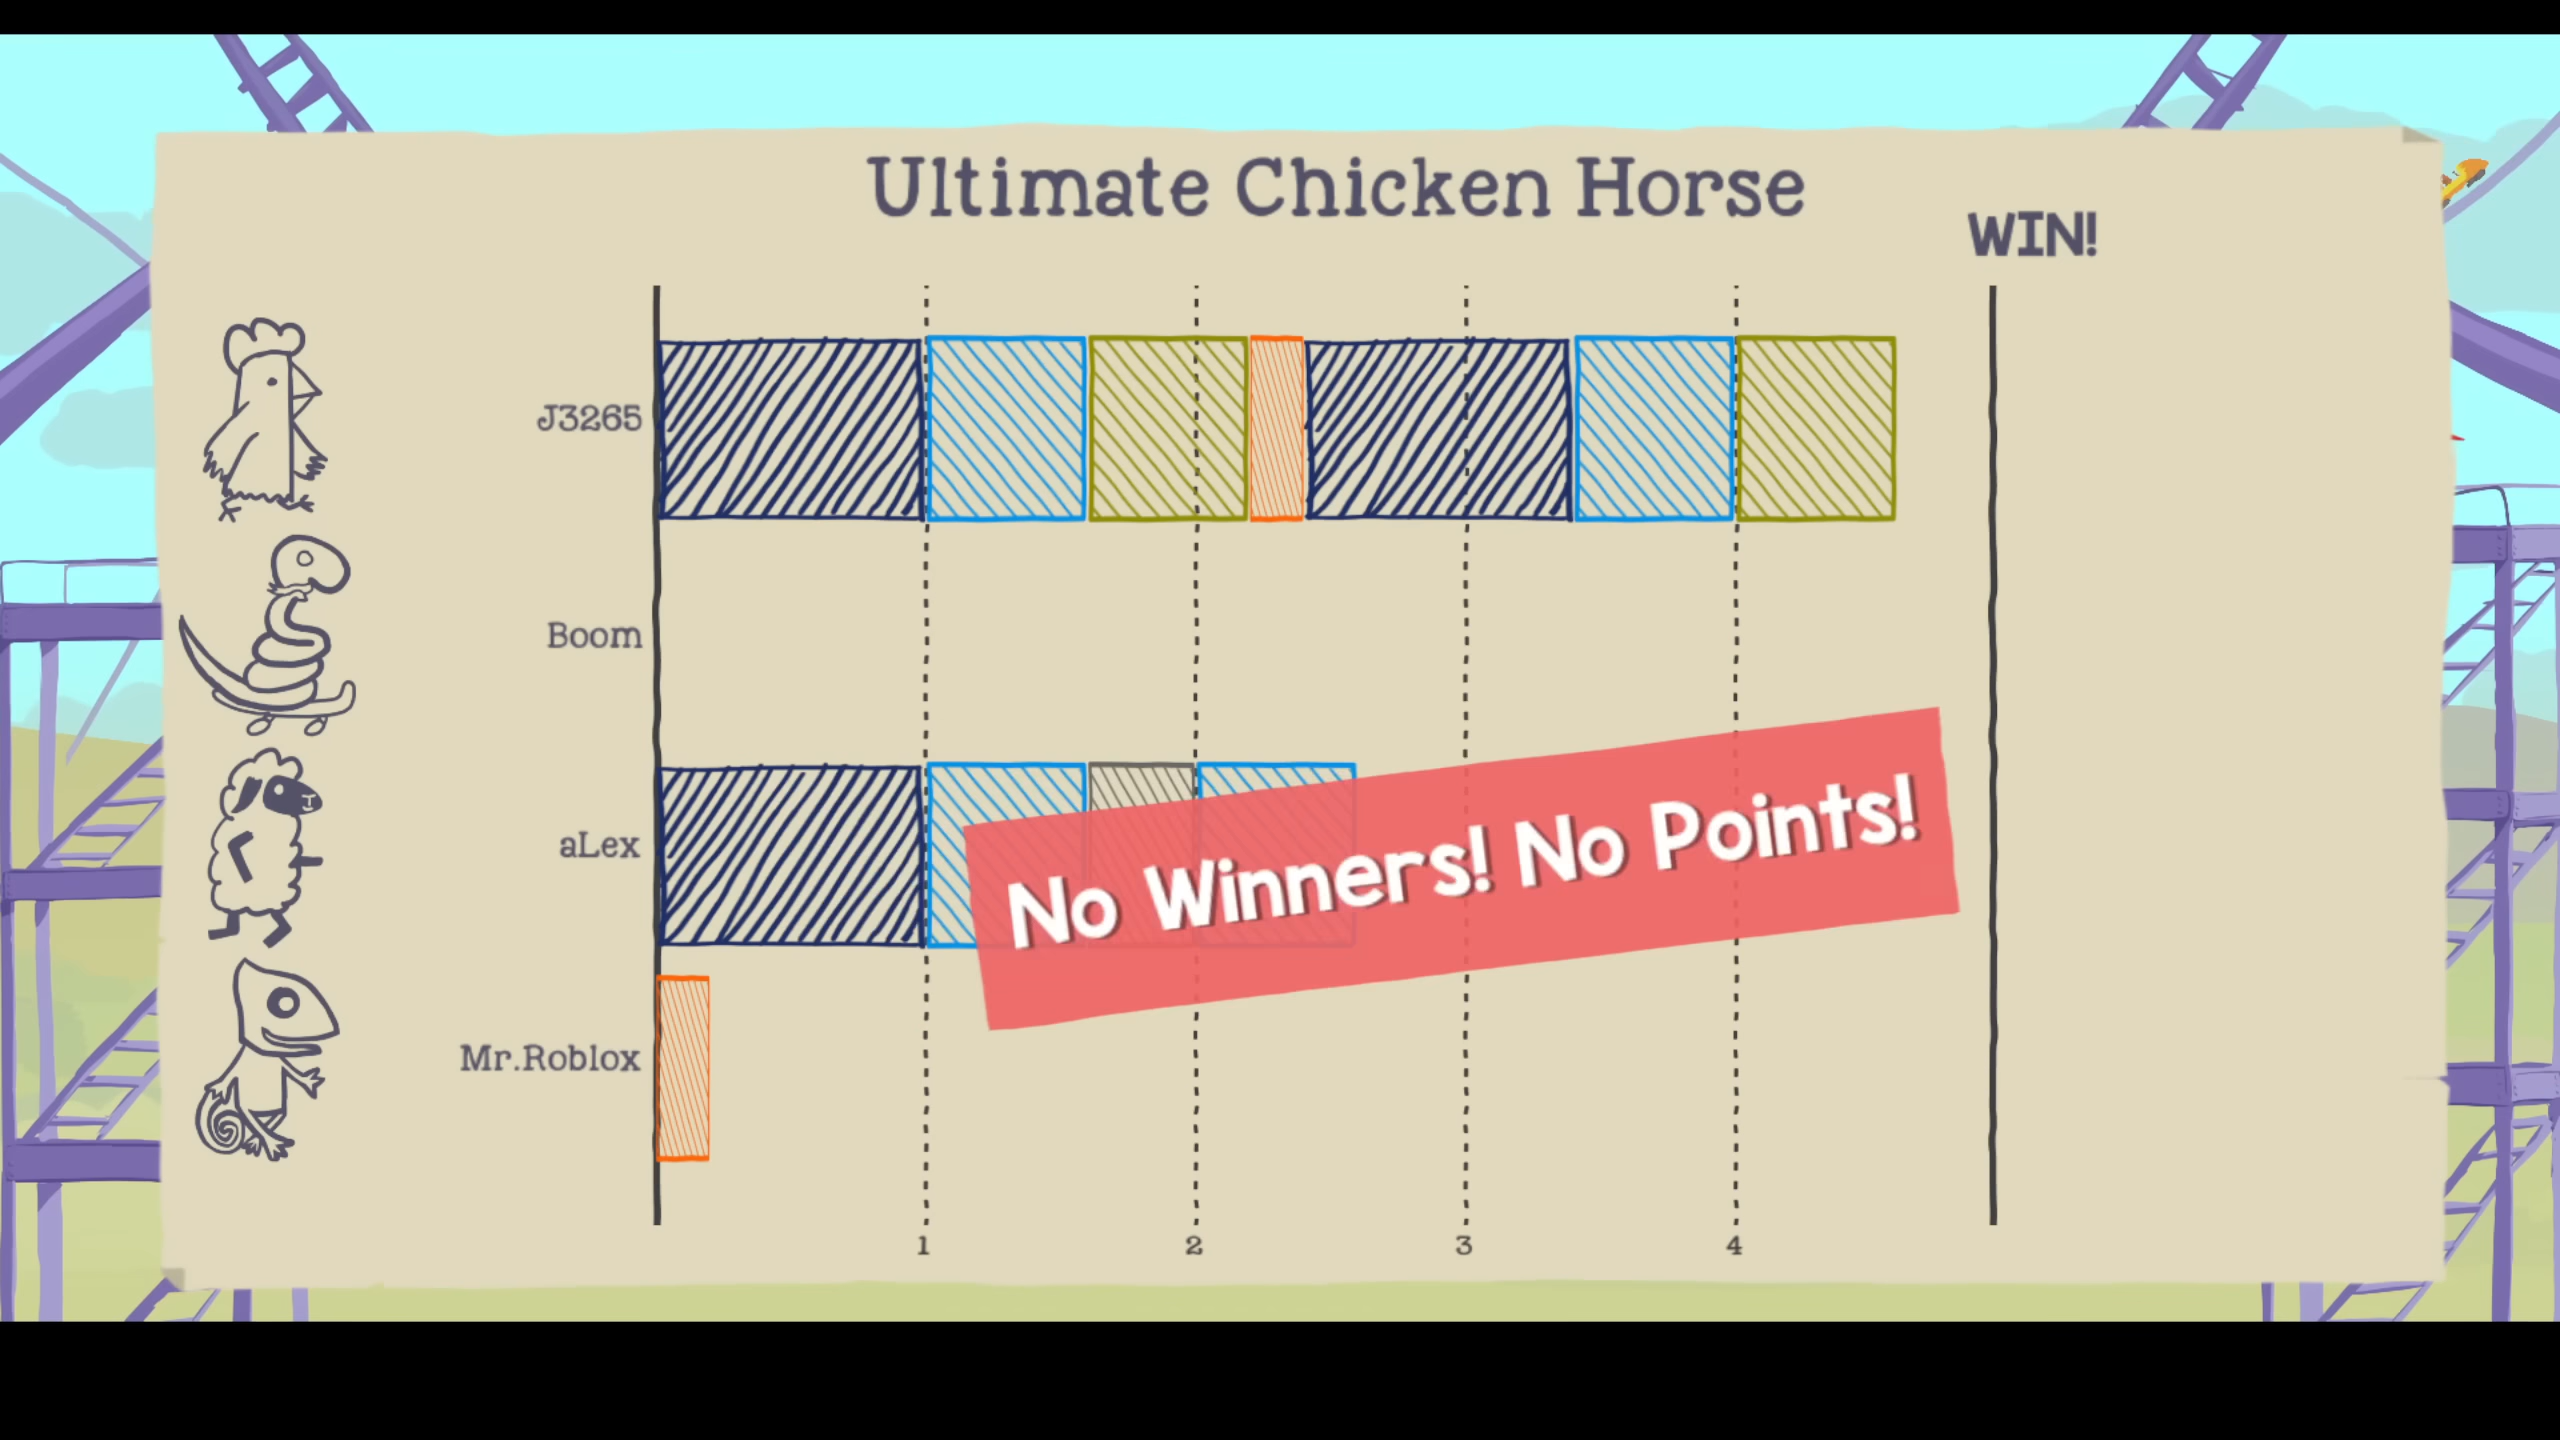 Ultimate Chicken Horse
WIN!
J3265
Boom
aLex
No Winners! No Points!
Mr.Roblox
1 2 3 4